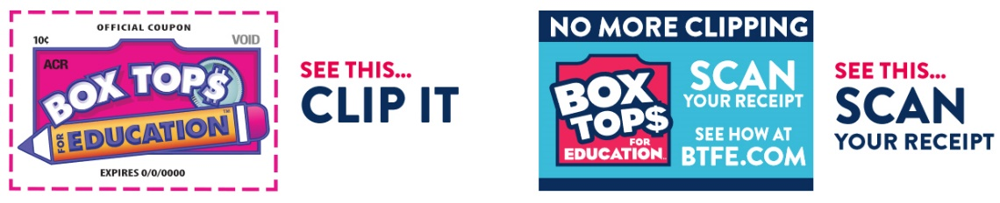 OFFICIAL COUPON
10¢ VOID
ACR
BOX TOP$
FOR EDUCATION™
EXPIRES 0/0/0000
SEE THIS...
CLIP IT
NO MORE CLIPPING
BOX
TOP$
FOR
EDUCATION
SCAN
YOUR RECEIPT
SEE HOW AT
BTFE.COM
SEE THIS...
SCAN
YOUR RECEIPT